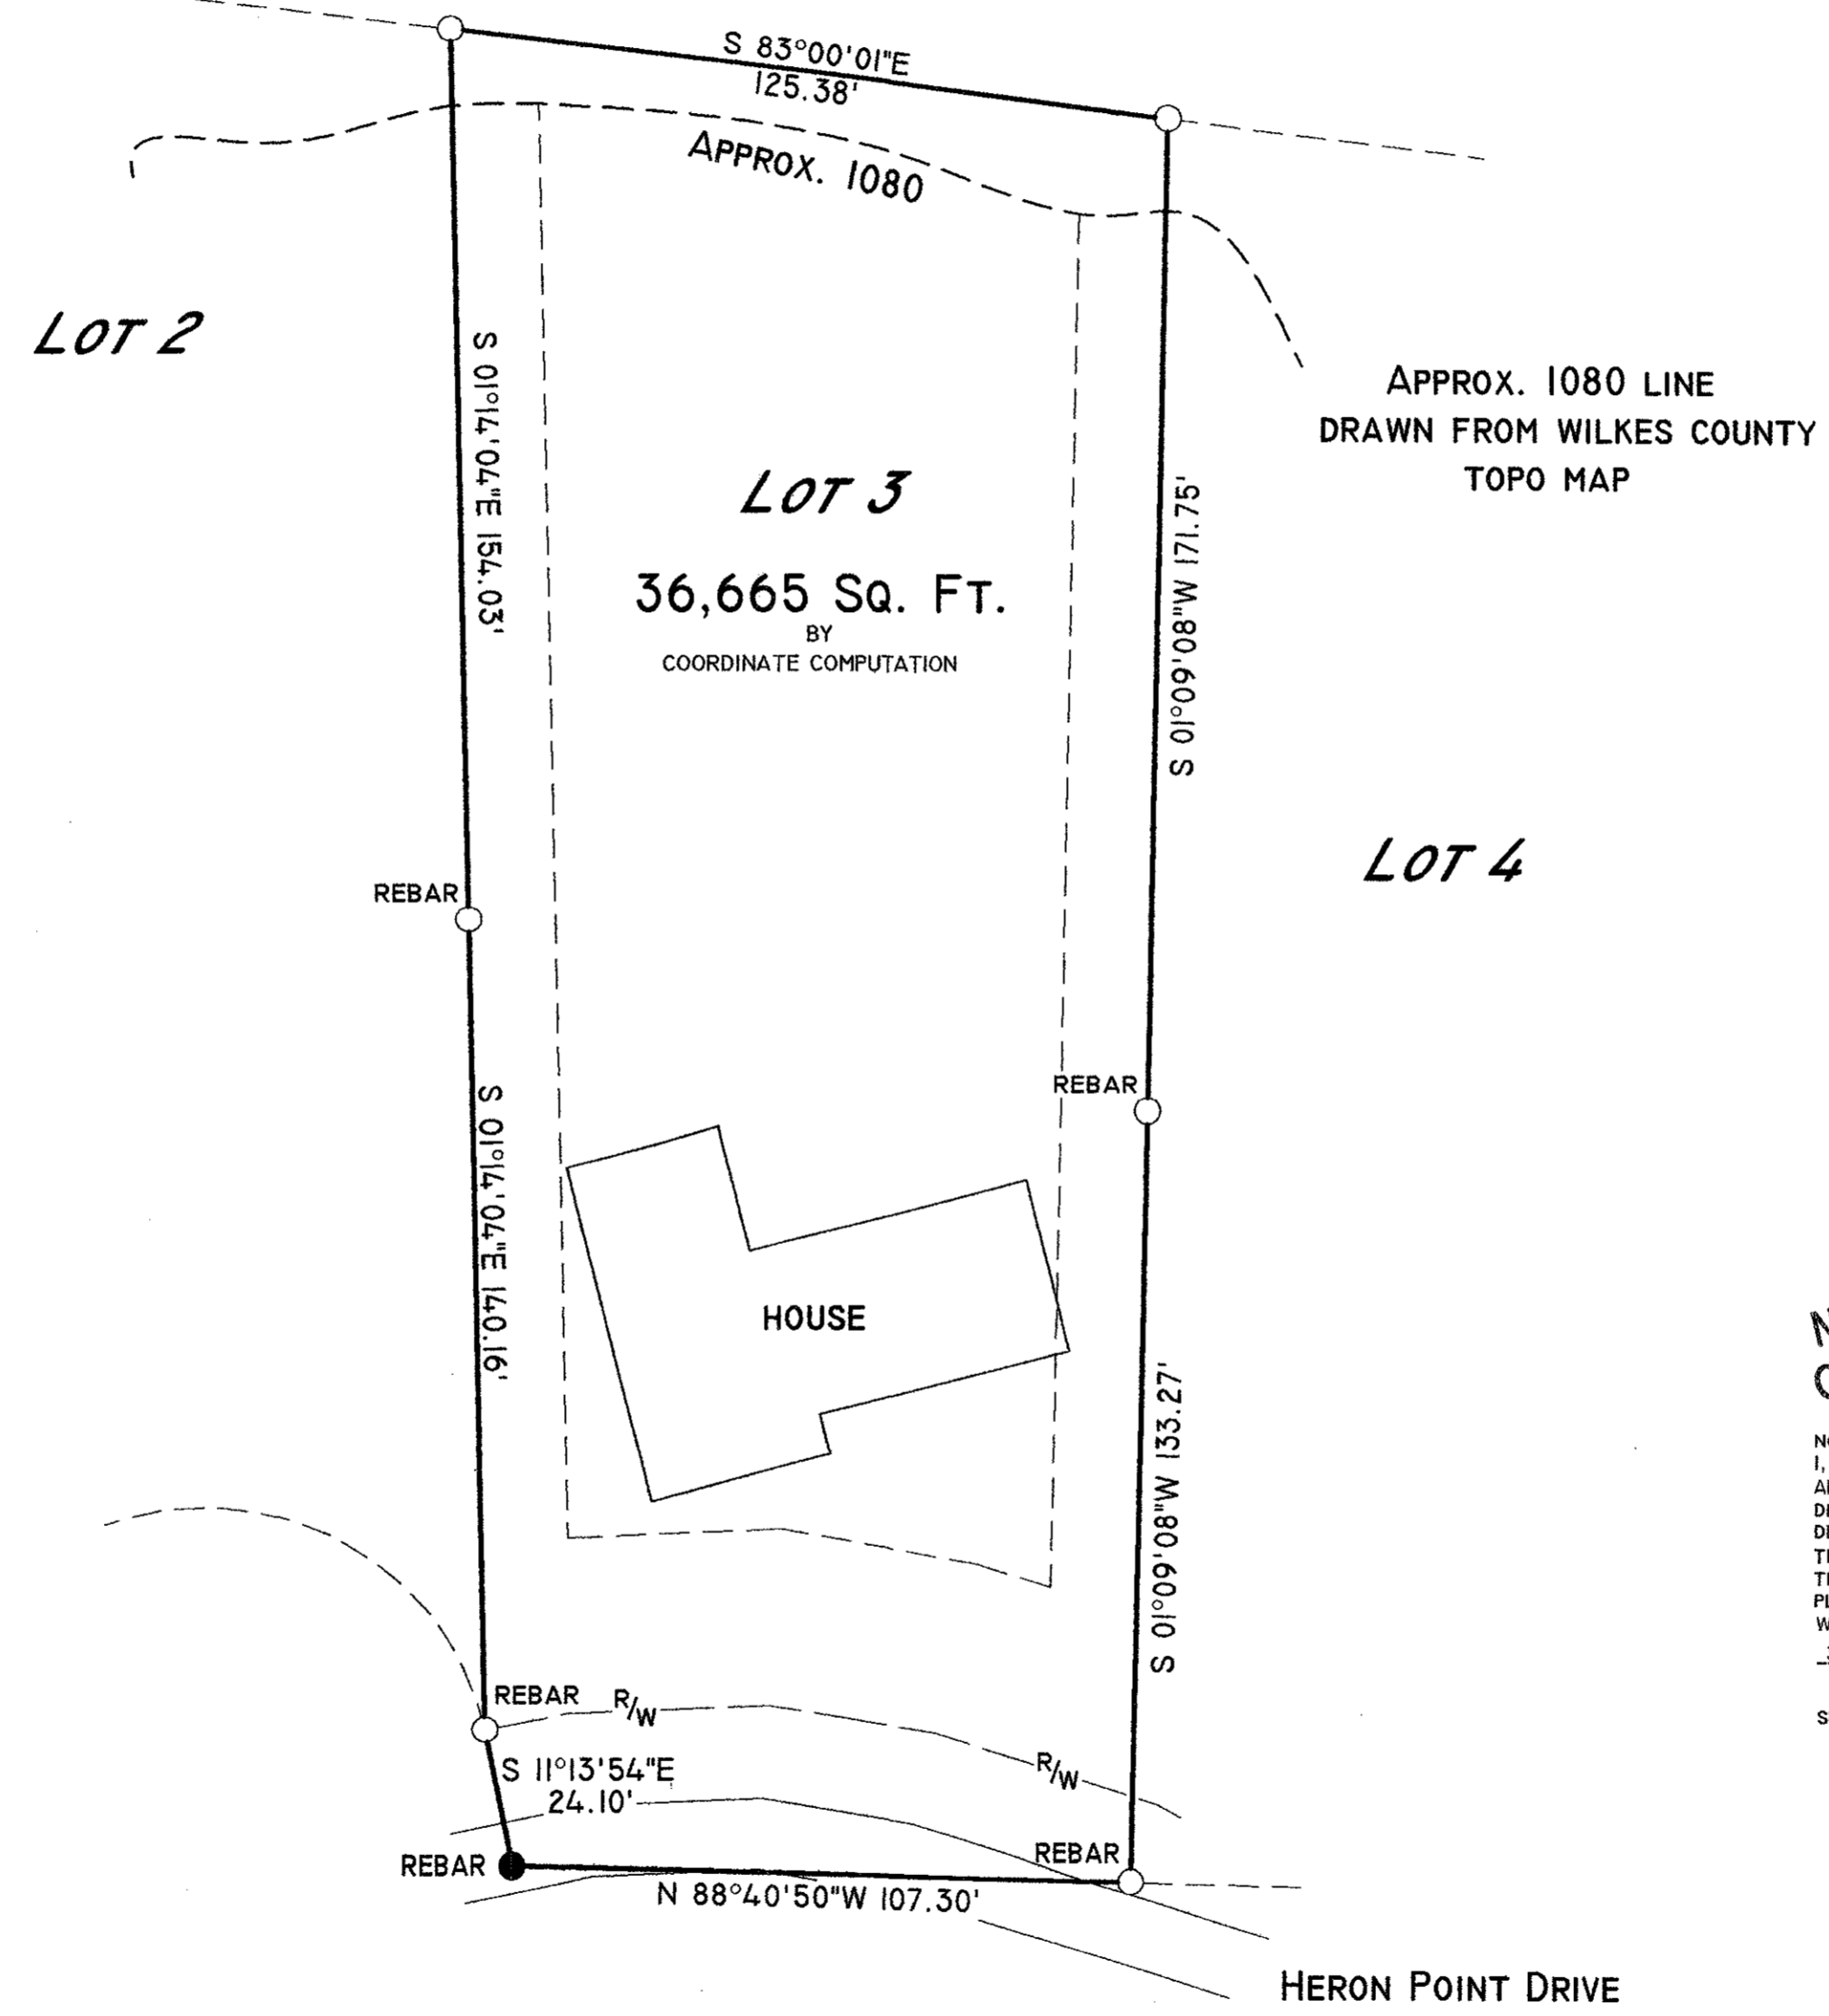 S 83°00'01"E
125.38'
APPROX. 1080
LOT 2
S 01°14'04"E 154.03'
APPROX. 1080 LINE
DRAWN FROM WILKES COUNTY
TOPO MAP
LOT 3
36,665 SQ. FT.
BY
COORDINATE COMPUTATION
S 01°09'08"W 171.75'
LOT 4
REBAR
REBAR
S 01°14'04"E 140.16'
HOUSE
S 01°09'08"W 133.27'
REBAR
R/W
R/W
S 11°13'54"E
24.10'
REBAR
REBAR
N 88°40'50"W 107.30'
HERON POINT DRIVE